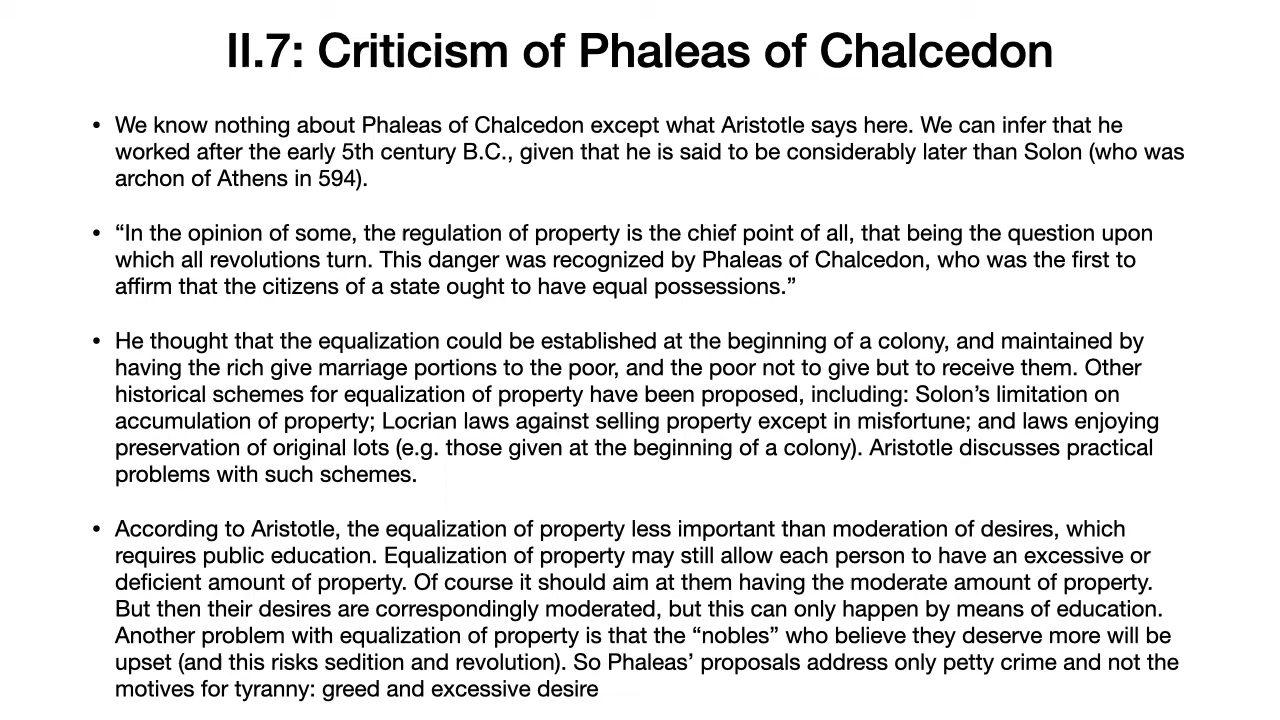 II.7: Criticism of Phaleas of Chalcedon
• We know nothing about Phaleas of Chalcedon except what Aristotle says here. We can infer that he
worked after the early 5th century B.C., given that he is said to be considerably later than Solon (who was
archon of Athens in 594).
• “In the opinion of some, the regulation of property is the chief point of all, that being the question upon
which all revolutions turn. This danger was recognized by Phaleas of Chalcedon, who was the first to
affirm that the citizens of a state ought to have equal possessions.”
• He thought that the equalization could be established at the beginning of a colony, and maintained by
having the rich give marriage portions to the poor, and the poor not to give but to receive them. Other
historical schemes for equalization of property have been proposed, including: Solon’s limitation on
accumulation of property; Locrian laws against selling property except in misfortune; and laws enjoying
preservation of original lots (e.g. those given at the beginning of a colony). Aristotle discusses practical
problems with such schemes.
• According to Aristotle, the equalization of property less important than moderation of desires, which
requires public education. Equalization of property may still allow each person to have an excessive or
deficient amount of property. Of course it should aim at them having the moderate amount of property.
But then their desires are correspondingly moderated, but this can only happen by means of education.
Another problem with equalization of property is that the “nobles” who believe they deserve more will be
upset (and this risks sedition and revolution). So Phaleas’ proposals address only petty crime and not the
motives for tyranny: greed and excessive desire